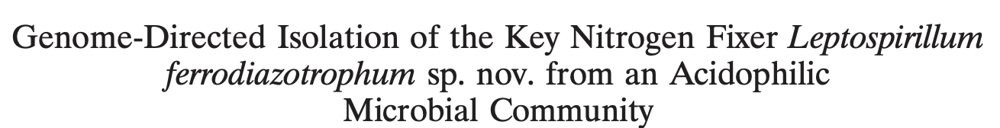 Genome-Directed Isolation of the Key Nitrogen Fixer Leptospirillum
ferrodiazotrophum sp. nov. from an Acidophilic
Microbial Community